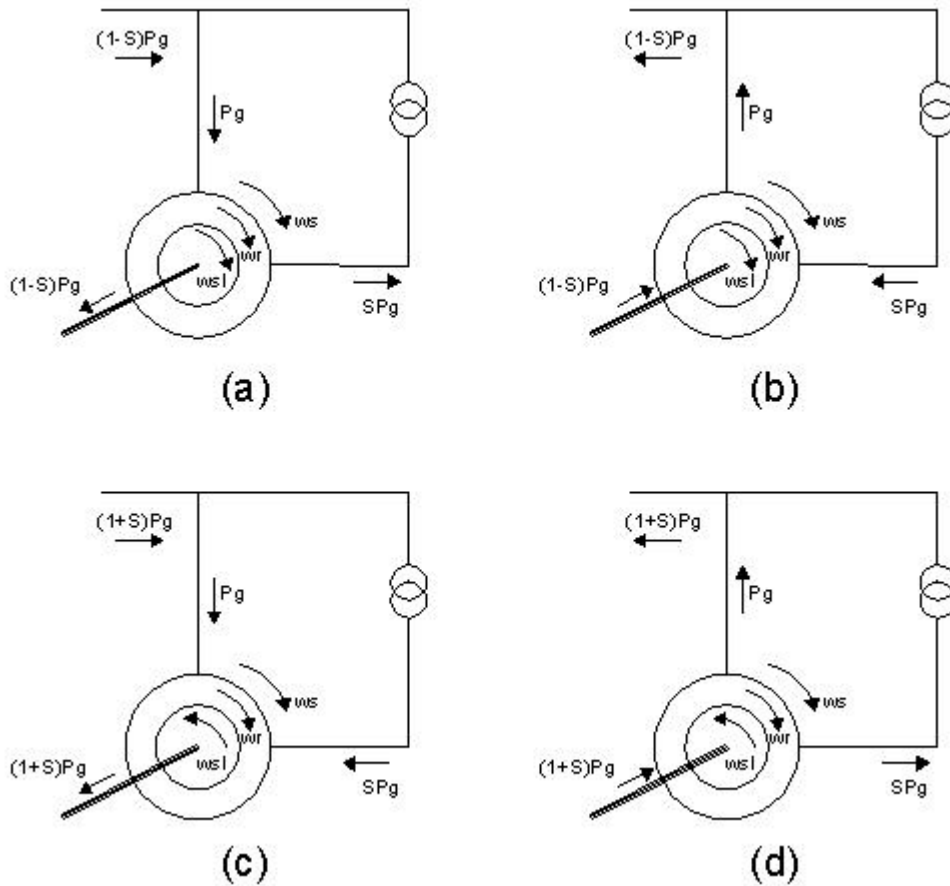 (1-S)Pg
Pg
ws
wr
wsl
(1-S)Pg
SPg
(a)
(1-S)Pg
Pg
ws
wr
wsl
(1-S)Pg
SPg
(b)
(1+S)Pg
Pg
ws
wr
wsl
(1+S)Pg
SPg
(c)
(1+S)Pg
Pg
ws
wr
wsl
(1+S)Pg
SPg
(d)